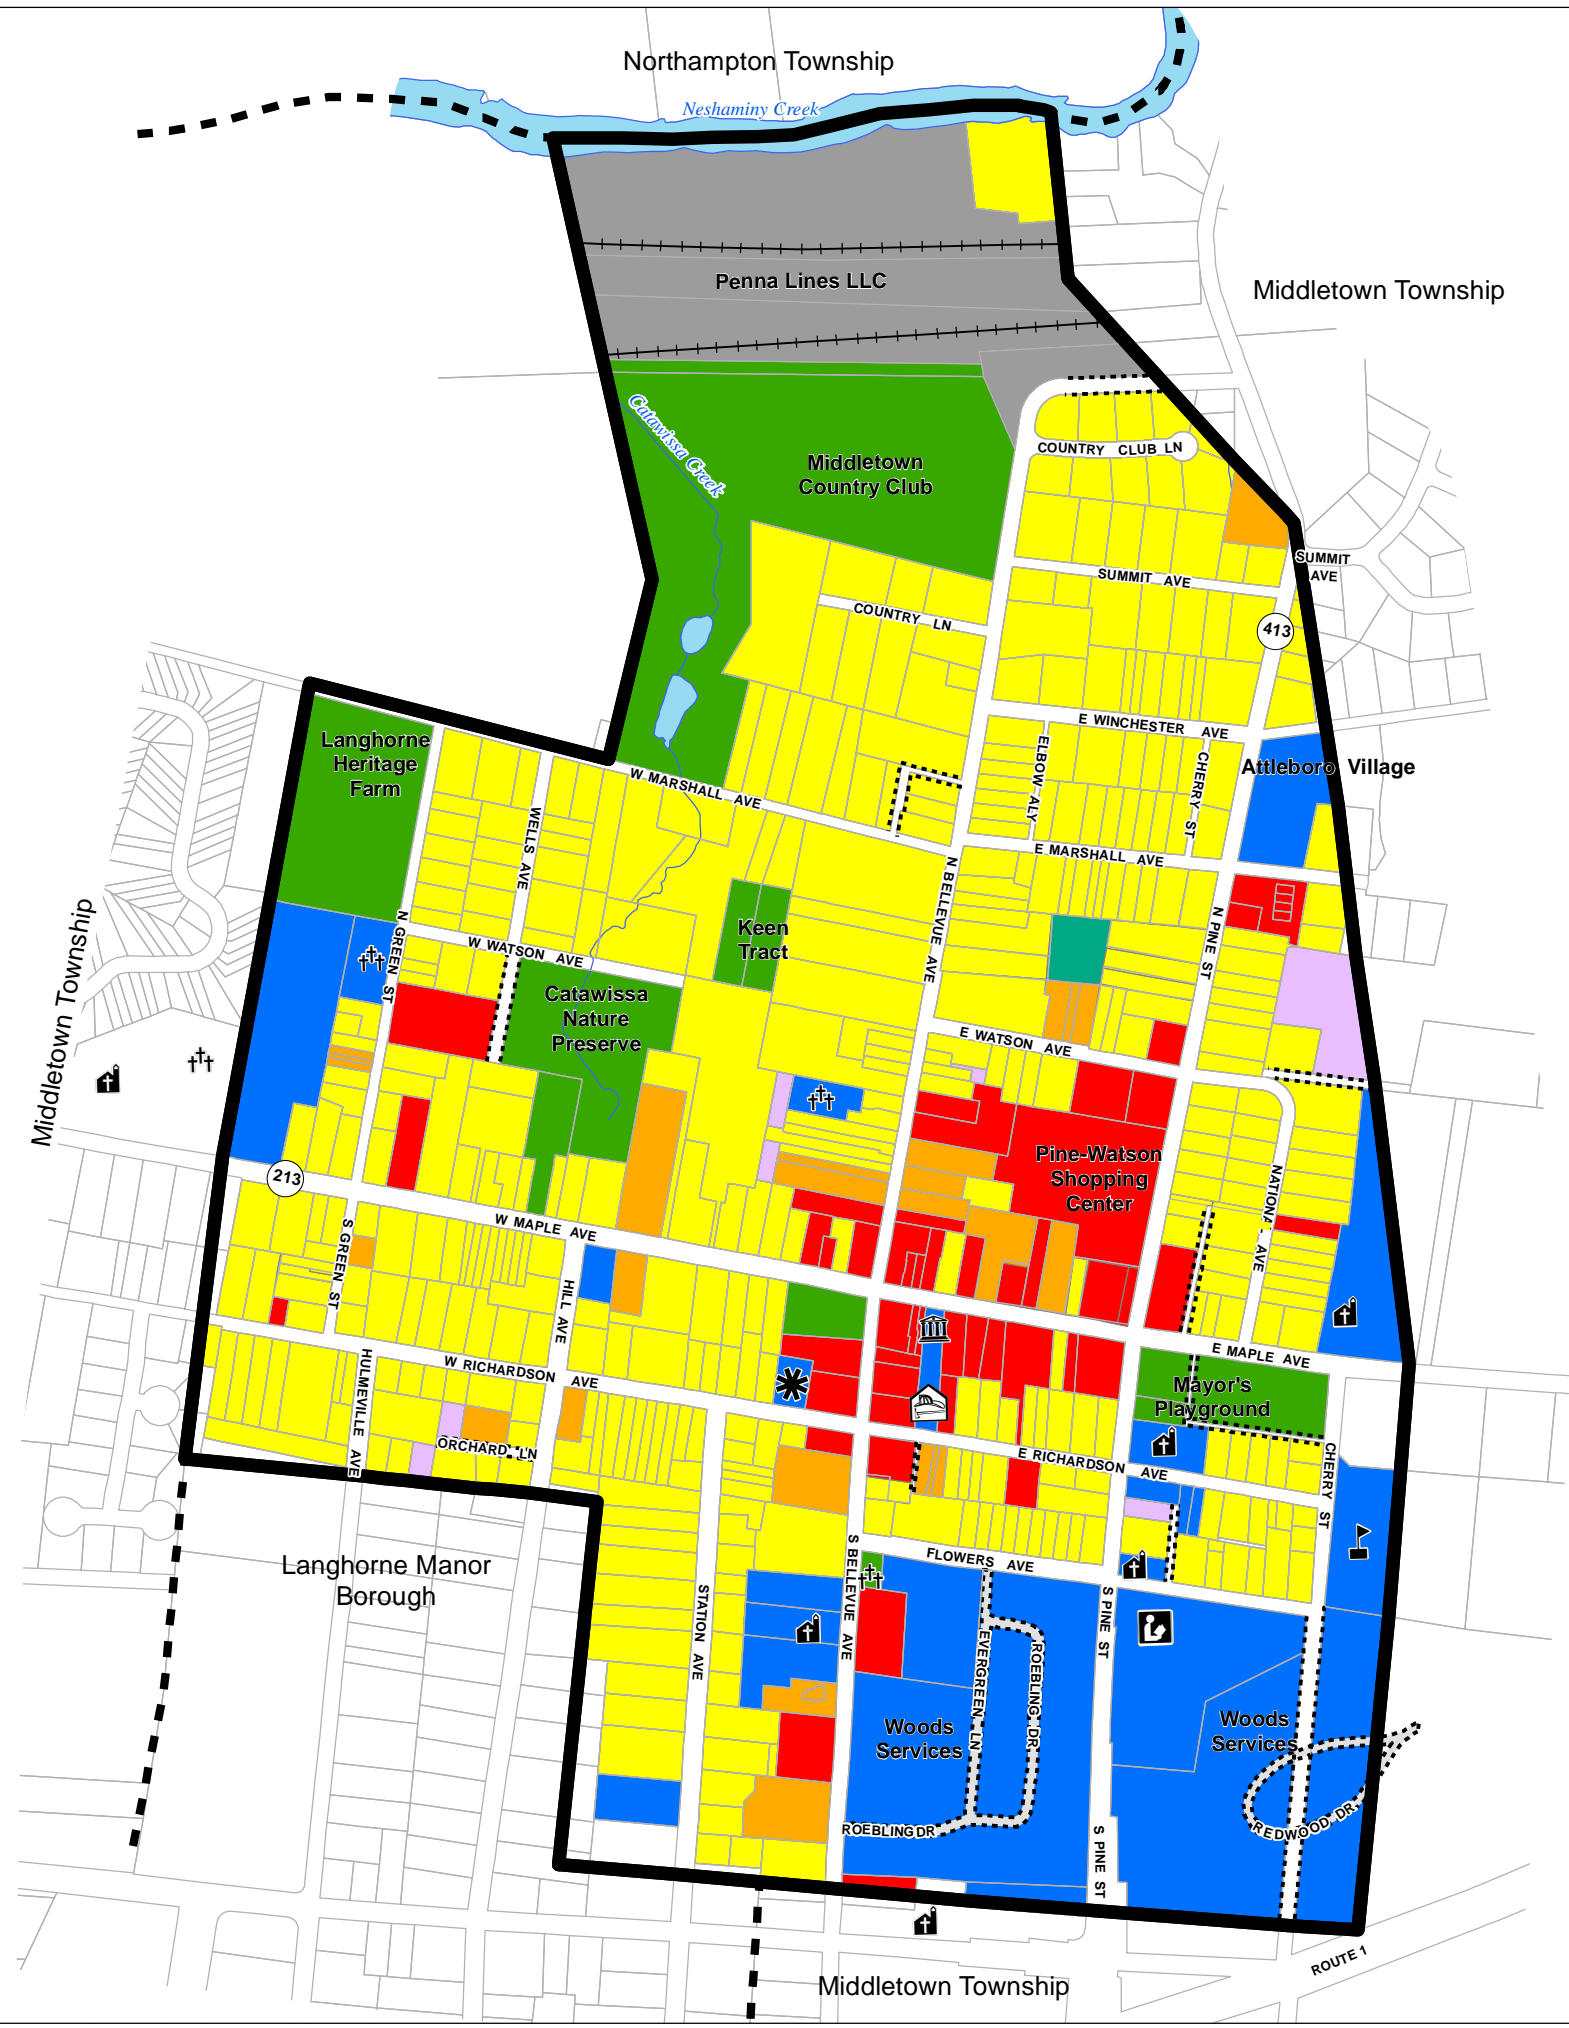 Northampton Township
Neshaminy Creek
Penna Lines LLC
Middletown Township
Catawissa Creek
Middletown
Country Club
COUNTRY CLUB LN
SUMMIT AVE
SUMMIT
AVE
COUNTRY LN
413
E WINCHESTER AVE
Langhorne
Heritage
Farm
ELBOW ALY
CHERRY ST
Attleboro Village
W MARSHALL AVE
WELLS AVE
E MARSHALL AVE
N BELLEVUE AVE
N PINE ST
Keen
Tract
N GREEN ST
W WATSON AVE
Middletown Township
Catawissa
Nature
Preserve
E WATSON AVE
Pine-Watson
Shopping
Center
213
NATIONAL AVE
W MAPLE AVE
S GREEN ST
HILL AVE
E MAPLE AVE
W RICHARDSON AVE
HULMEVILLE AVE
Mayor's
Playground
ORCHARD LN
E RICHARDSON AVE
CHERRY ST
S BELLEVUE AVE
FLOWERS AVE
Langhorne Manor
Borough
STATION AVE
S PINE ST
EVERGREEN LN
ROEBLING DR
Woods
Services
Woods
Services
ROEBLING DR
REDWOOD DR
S PINE ST
ROUTE 1
Middletown Township